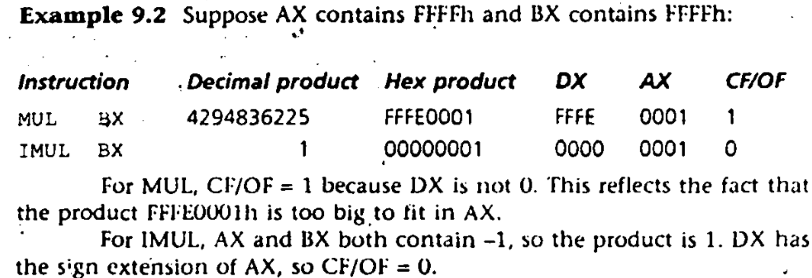 Example 9.2 Suppose AX contains FFFFh and BX contains FFFFh:
Instruction Decimal product Hex product DX AX CF/OF
MUL BX 4294836225 FFFE0001 FFFE 0001 1
IMUL BX 1 00000001 0000 0001 0
For MUL, CF/OF = 1 because DX is not 0. This reflects the fact that
the product FFFE0001h is too big to fit in AX.
For IMUL, AX and BX both contain –1, so the product is 1. DX has
the sign extension of AX, so CF/OF = 0.